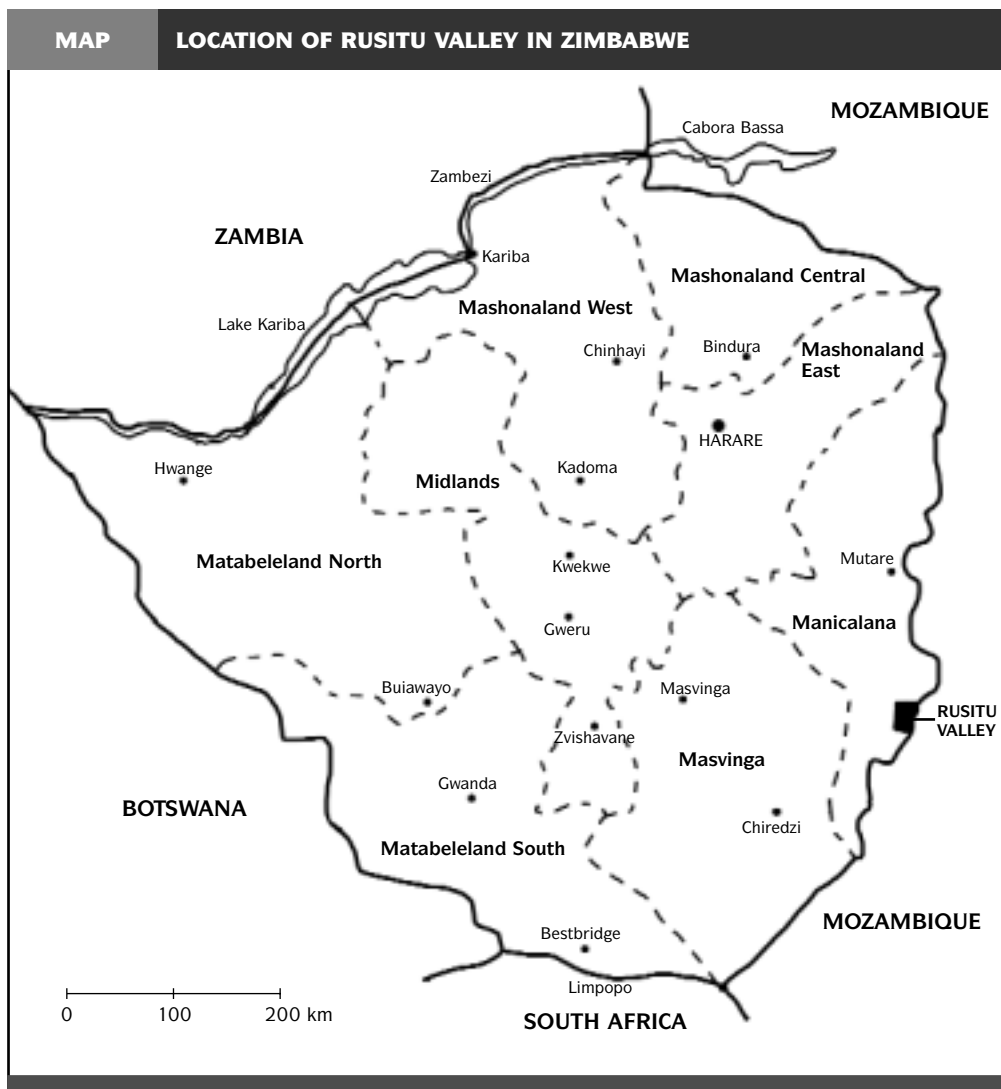 MAP
LOCATION OF RUSITU VALLEY IN ZIMBABWE
MOZAMBIQUE
Cabora Bassa
Zambezi
ZAMBIA
Kariba
Mashonaland Central
Mashonaland West
Lake Kariba
Chinhayi
Bindura
Mashonaland
East
HARARE
Hwange
Kadoma
Midlands
Matabeleland North
Kwekwe
Mutare
Gweru
Manicalana
Buiawayo
Masvinga
RUSITU
VALLEY
Zvishavane
Masvinga
Gwanda
BOTSWANA
Chiredzi
Matabeleland South
MOZAMBIQUE
Bestbridge
Limpopo
0 100 200 km
SOUTH AFRICA